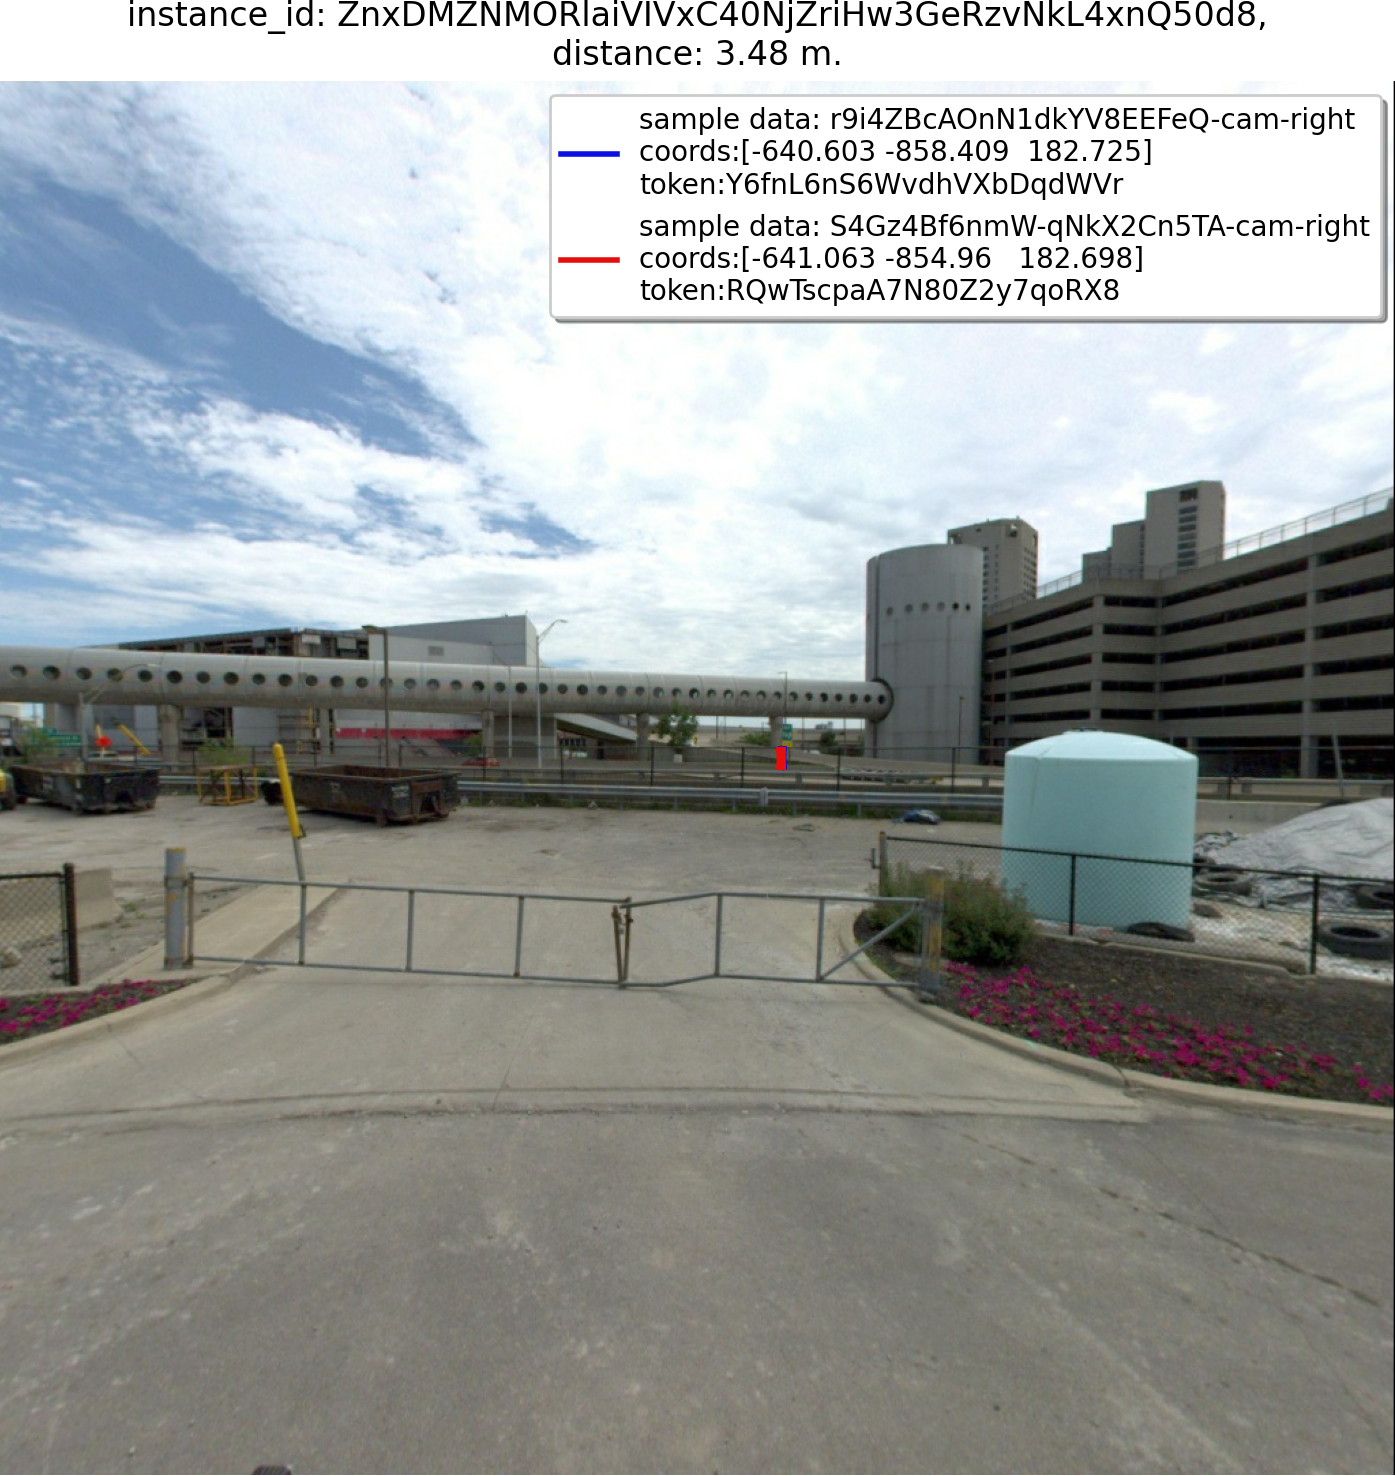 instance_id: ZnxDMZNMORlaiVIVxC40NjZriHw3GeRzvNkL4xnQ50d8,
distance: 3.48 m.
sample data: r9i4ZBcAOnN1dkYV8EEFeQ-cam-right
coords:[-640.603 -858.409 182.725]
token:Y6fnL6nS6WvdhVXbDqdWVr
sample data: S4Gz4Bf6nmW-qNkX2Cn5TA-cam-right
coords:[-641.063 -854.96 182.698]
token:RQwTscpaA7N80Z2y7qoRX8